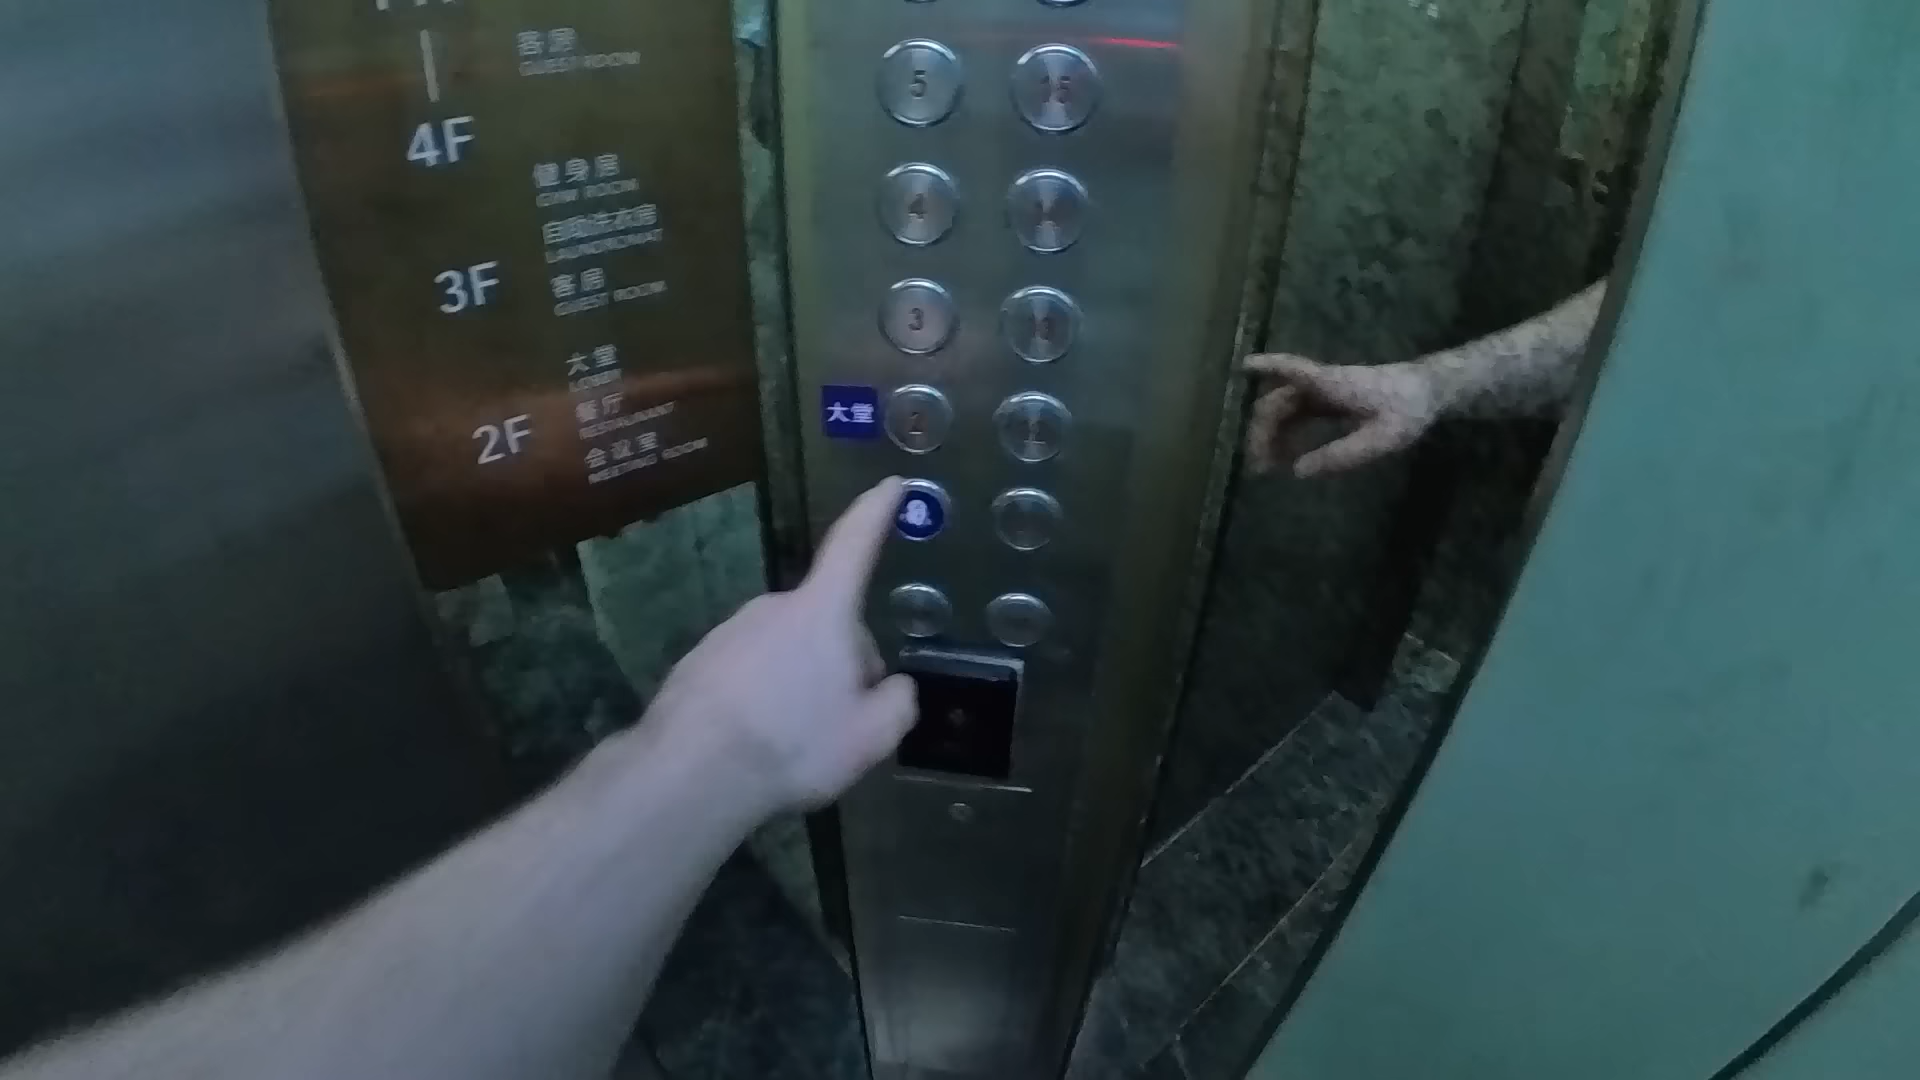 客房
GUEST ROOM
4F
健身房
GYM ROOM
自助洗衣房
LAUNDROMAT
3F
客房
GUEST ROOM
大堂
LOBBY
2F
餐厅
RESTAURANT
会议室
MEETING ROOM
5
15
4
3
13
大堂
2